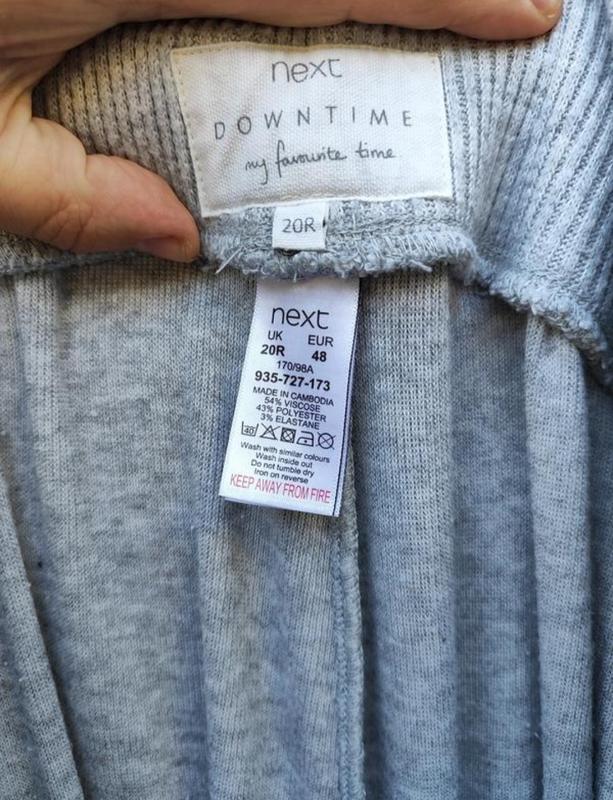 next
DOWNTIME
my favourite time
20R
next
UK EUR
20R 48
170/98A
935-727-173
MADE IN CAMBODIA
54% VISCOSE
43% POLYESTER
3% ELASTANE
40
Wash with similar colours
Wash inside out
Do not tumble dry
Iron on reverse
KEEP AWAY FROM FIRE